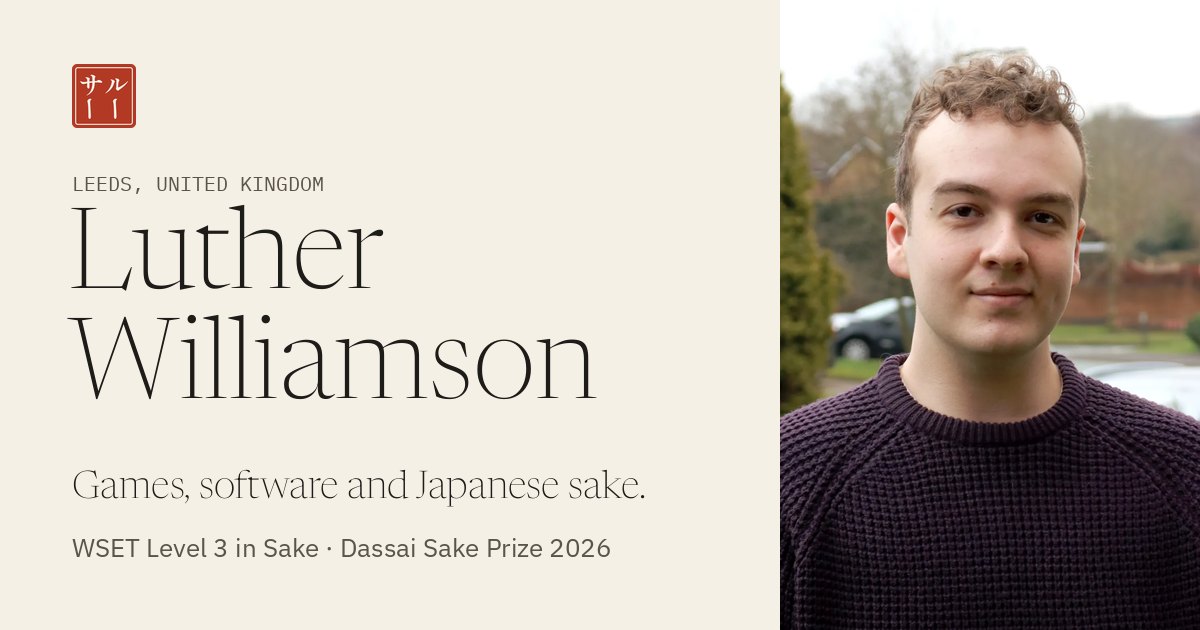 ルーサー
LEEDS, UNITED KINGDOM
Luther
Williamson
Games, software and Japanese sake.
WSET Level 3 in Sake · Dassai Sake Prize 2026